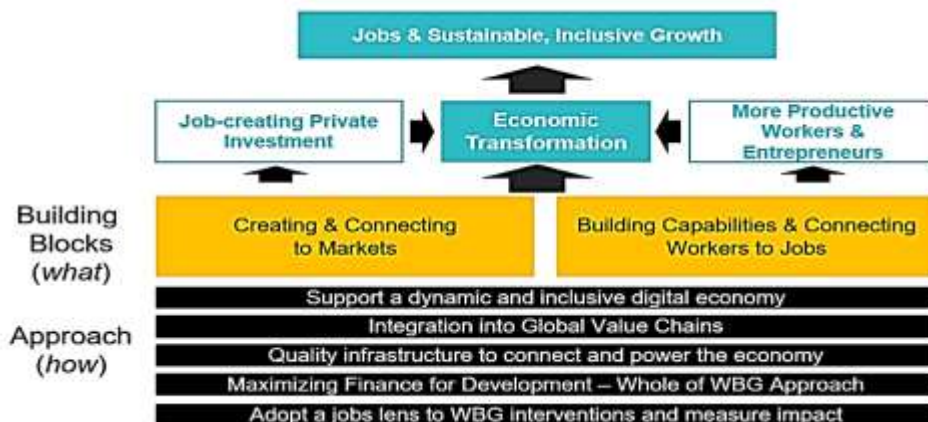 Jobs & Sustainable, Inclusive Growth
Job-creating Private
Investment
Economic
Transformation
More Productive
Workers &
Entrepreneurs
Building
Blocks
(what)
Creating & Connecting
to Markets
Building Capabilities & Connecting
Workers to Jobs
Approach
(how)
Support a dynamic and inclusive digital economy
Integration into Global Value Chains
Quality infrastructure to connect and power the economy
Maximizing Finance for Development – Whole of WBG Approach
Adopt a jobs lens to WBG interventions and measure impact